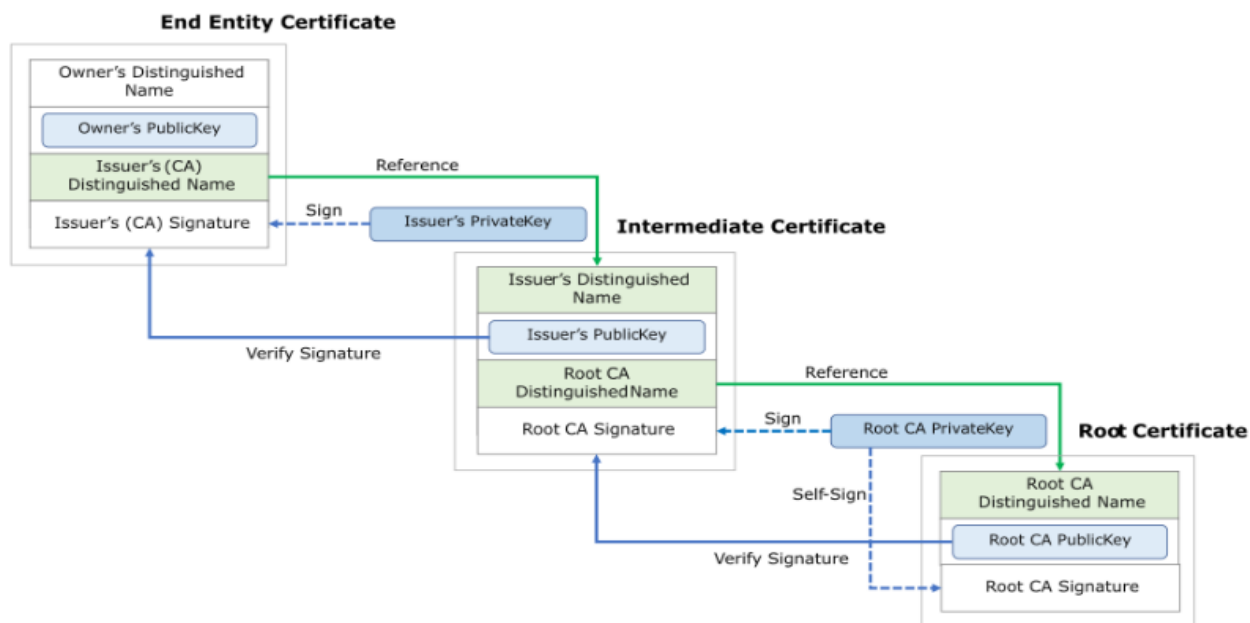 End Entity Certificate
Owner's Distinguished
Name
Owner's PublicKey
Issuer's (CA)
Distinguished Name
Issuer's (CA) Signature
Reference
Sign
Issuer's PrivateKey
Intermediate Certificate
Issuer's Distinguished
Name
Issuer's PublicKey
Verify Signature
Root CA
DistinguishedName
Root CA Signature
Reference
Sign
Root CA PrivateKey
Root Certificate
Self-Sign
Root CA
Distinguished Name
Root CA PublicKey
Verify Signature
Root CA Signature